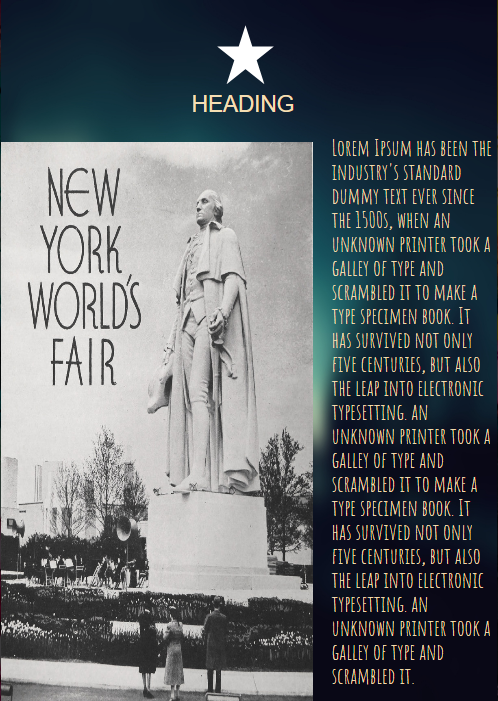 HEADING
NEW
YORK
WORLD'S
FAIR
Lorem Ipsum has been the
industry's standard
dummy text ever since
the 1500s, when an
unknown printer took a
galley of type and
scrambled it to make a
type specimen book. It
has survived not only
five centuries, but also
the leap into electronic
typesetting. an
unknown printer took a
galley of type and
scrambled it to make a
type specimen book. It
has survived not only
five centuries, but also
the leap into electronic
typesetting. an
unknown printer took a
galley of type and
scrambled it.